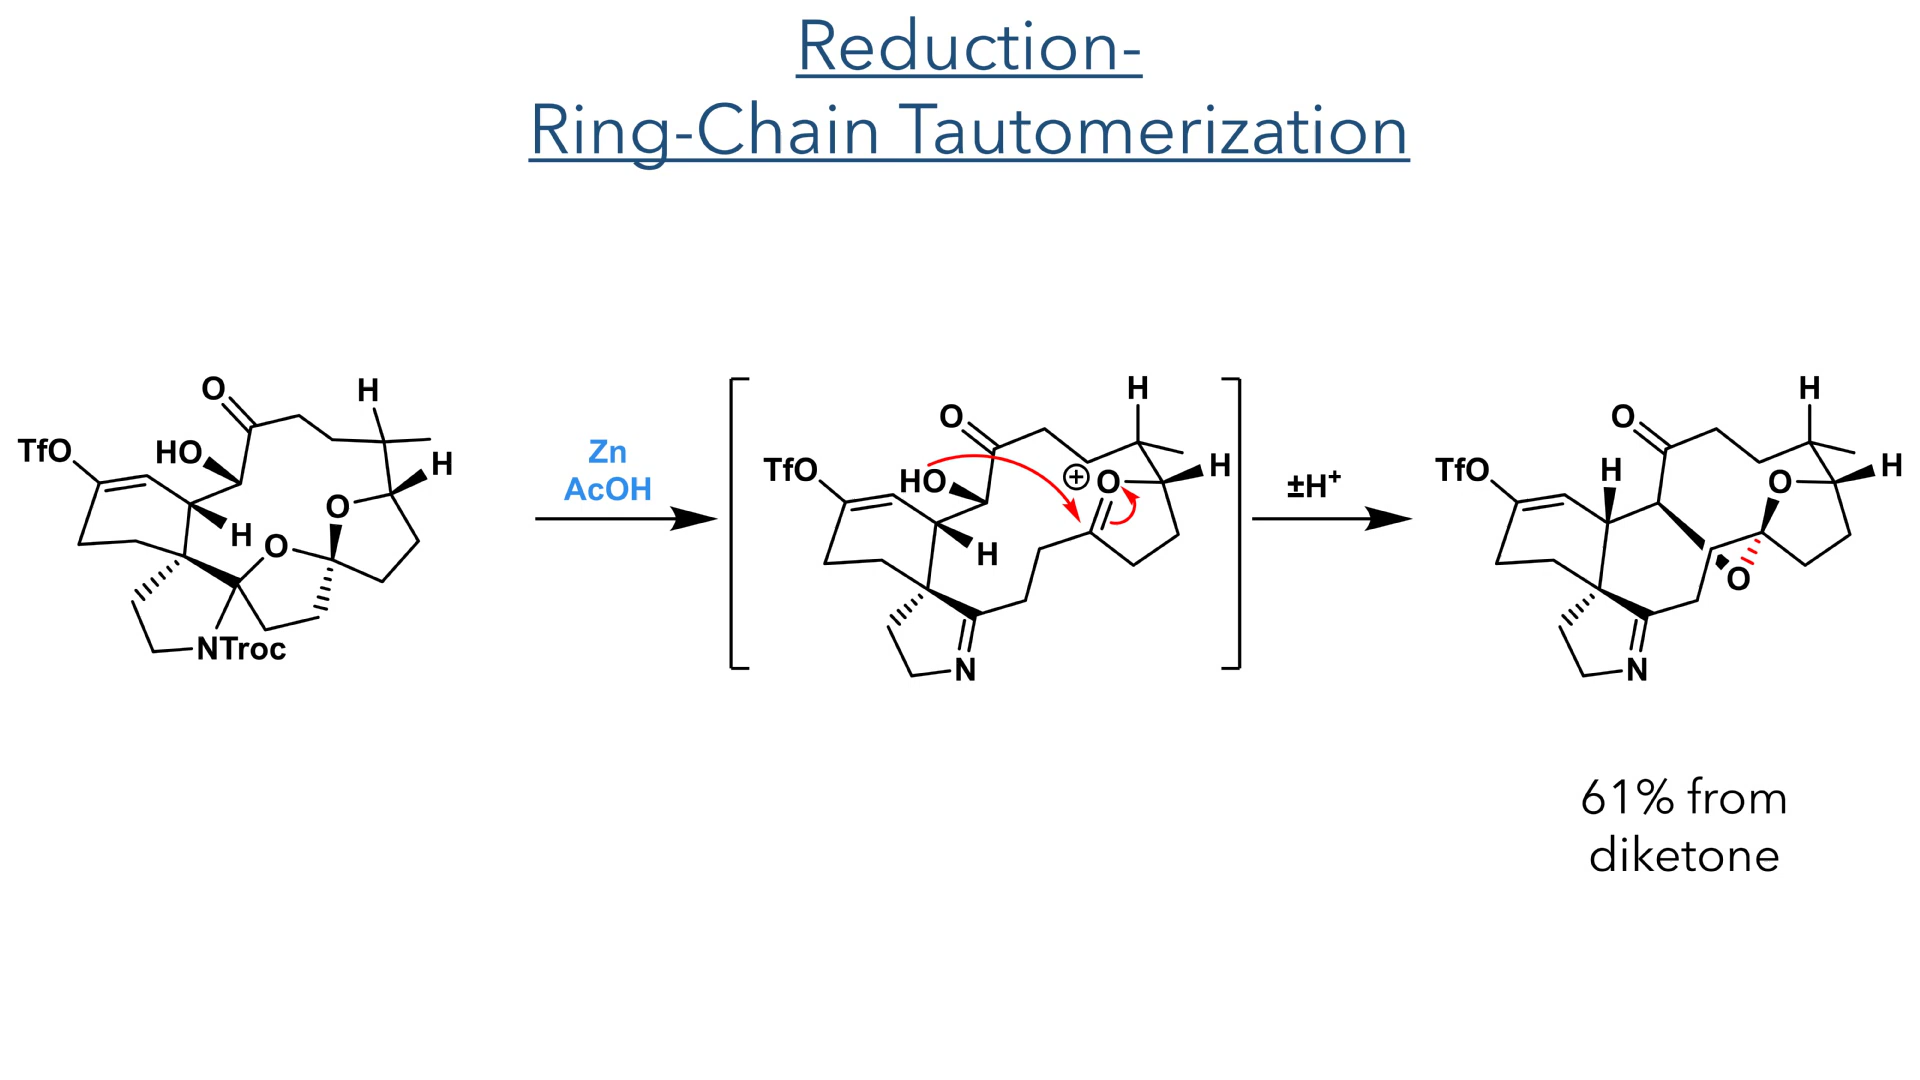 Reduction-
Ring-Chain Tautomerization
O
H
TfO
HO
H
O
H
O
NTroc
Zn
AcOH
O
H
TfO
HO
⊕
O
H
H
N
±H⁺
O
H
TfO
H
O
H
O
N
61% from
diketone